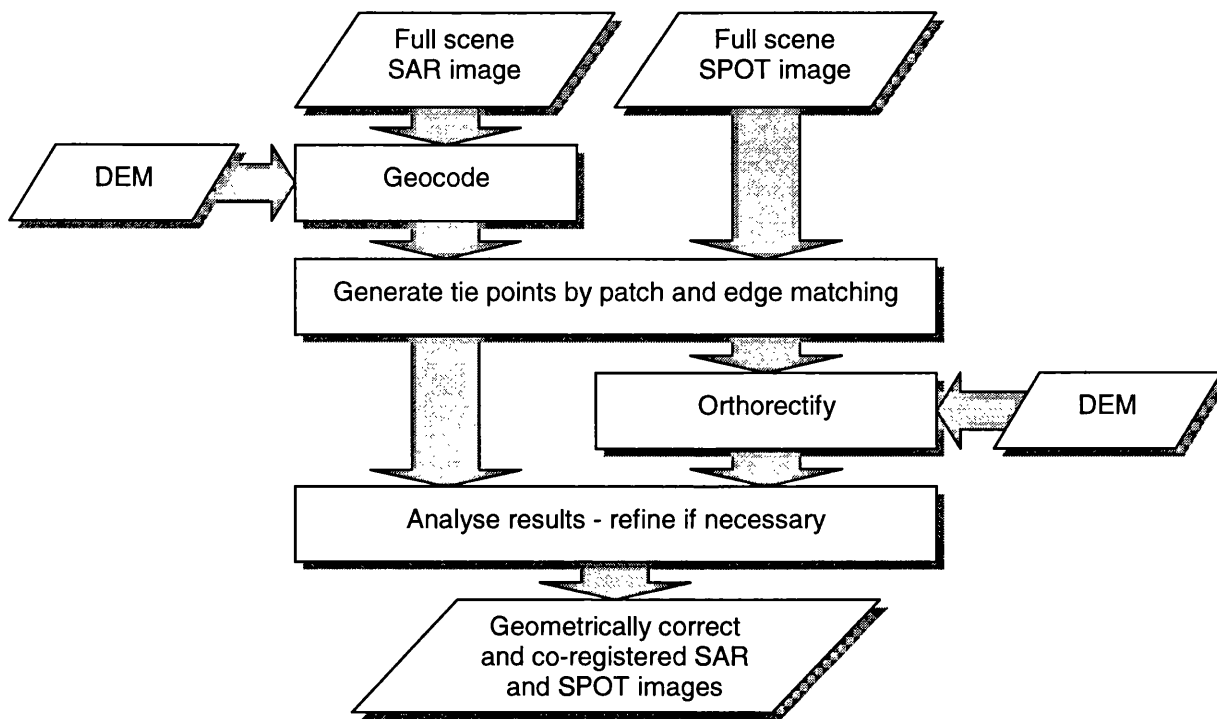 Full scene
SAR image
Full scene
SPOT image
DEM
Geocode
Generate tie points by patch and edge matching
Orthorectify
DEM
Analyse results - refine if necessary
Geometrically correct
and co-registered SAR
and SPOT images